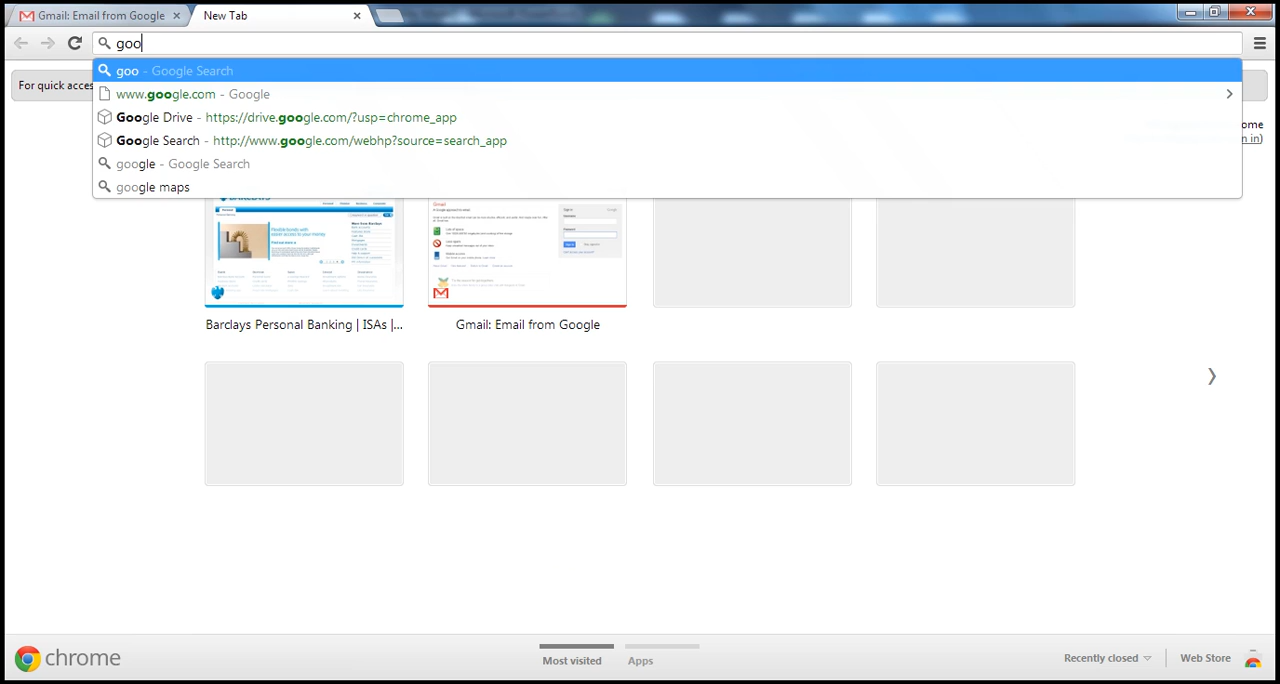 Gmail: Email from Google
New Tab
goo
goo - Google Search
For quick acces
www.google.com - Google
Google Drive - https://drive.google.com/?usp=chrome_app
Google Search - http://www.google.com/webhp?source=search_app
ome
n in)
google - Google Search
google maps
Gmail
Barclays Personal Banking | ISAs |...
Gmail: Email from Google
chrome
Most visited
Apps
Recently closed
Web Store